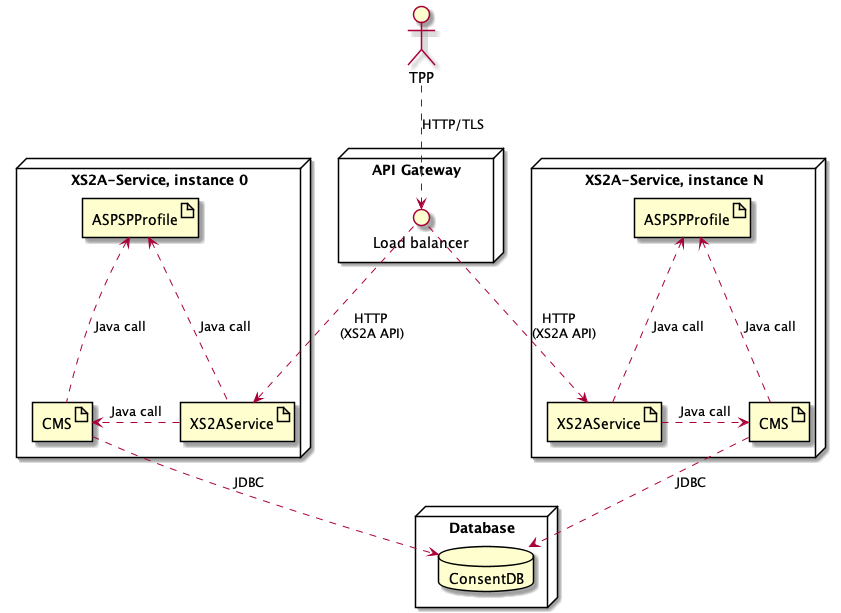 TPP
HTTP/TLS
XS2A-Service, instance 0
API Gateway
XS2A-Service, instance N
ASPSPProfile
Load balancer
ASPSPProfile
Java call
Java call
HTTP
(XS2A API)
HTTP
(XS2A API)
Java call
Java call
CMS
Java call
XS2AService
XS2AService
Java call
CMS
JDBC
JDBC
Database
ConsentDB